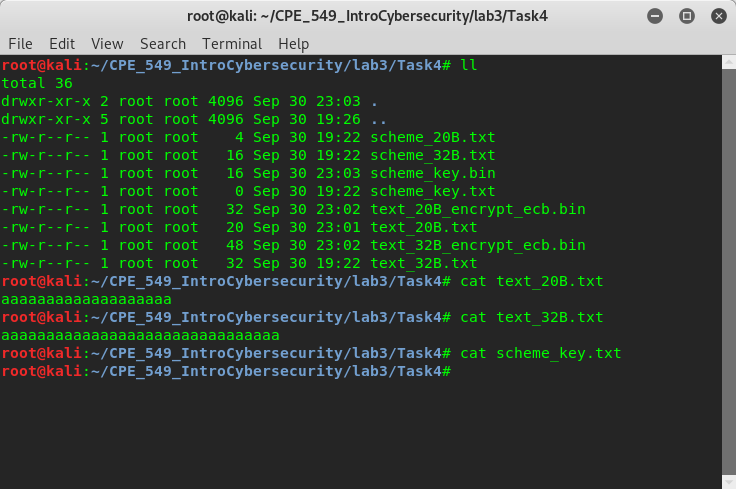 root@kali: ~/CPE_549_IntroCybersecurity/lab3/Task4
File Edit View Search Terminal Help
root@kali:~/CPE_549_IntroCybersecurity/lab3/Task4# ll
total 36
drwxr-xr-x 2 root root 4096 Sep 30 23:03 .
drwxr-xr-x 5 root root 4096 Sep 30 19:26 ..
-rw-r--r-- 1 root root    4 Sep 30 19:22 scheme_20B.txt
-rw-r--r-- 1 root root   16 Sep 30 19:22 scheme_32B.txt
-rw-r--r-- 1 root root   16 Sep 30 23:03 scheme_key.bin
-rw-r--r-- 1 root root    0 Sep 30 19:22 scheme_key.txt
-rw-r--r-- 1 root root   32 Sep 30 23:02 text_20B_encrypt_ecb.bin
-rw-r--r-- 1 root root   20 Sep 30 23:01 text_20B.txt
-rw-r--r-- 1 root root   48 Sep 30 23:02 text_32B_encrypt_ecb.bin
-rw-r--r-- 1 root root   32 Sep 30 19:22 text_32B.txt
root@kali:~/CPE_549_IntroCybersecurity/lab3/Task4# cat text_20B.txt
aaaaaaaaaaaaaaaaaaa
root@kali:~/CPE_549_IntroCybersecurity/lab3/Task4# cat text_32B.txt
aaaaaaaaaaaaaaaaaaaaaaaaaaaaaaa
root@kali:~/CPE_549_IntroCybersecurity/lab3/Task4# cat scheme_key.txt
root@kali:~/CPE_549_IntroCybersecurity/lab3/Task4#